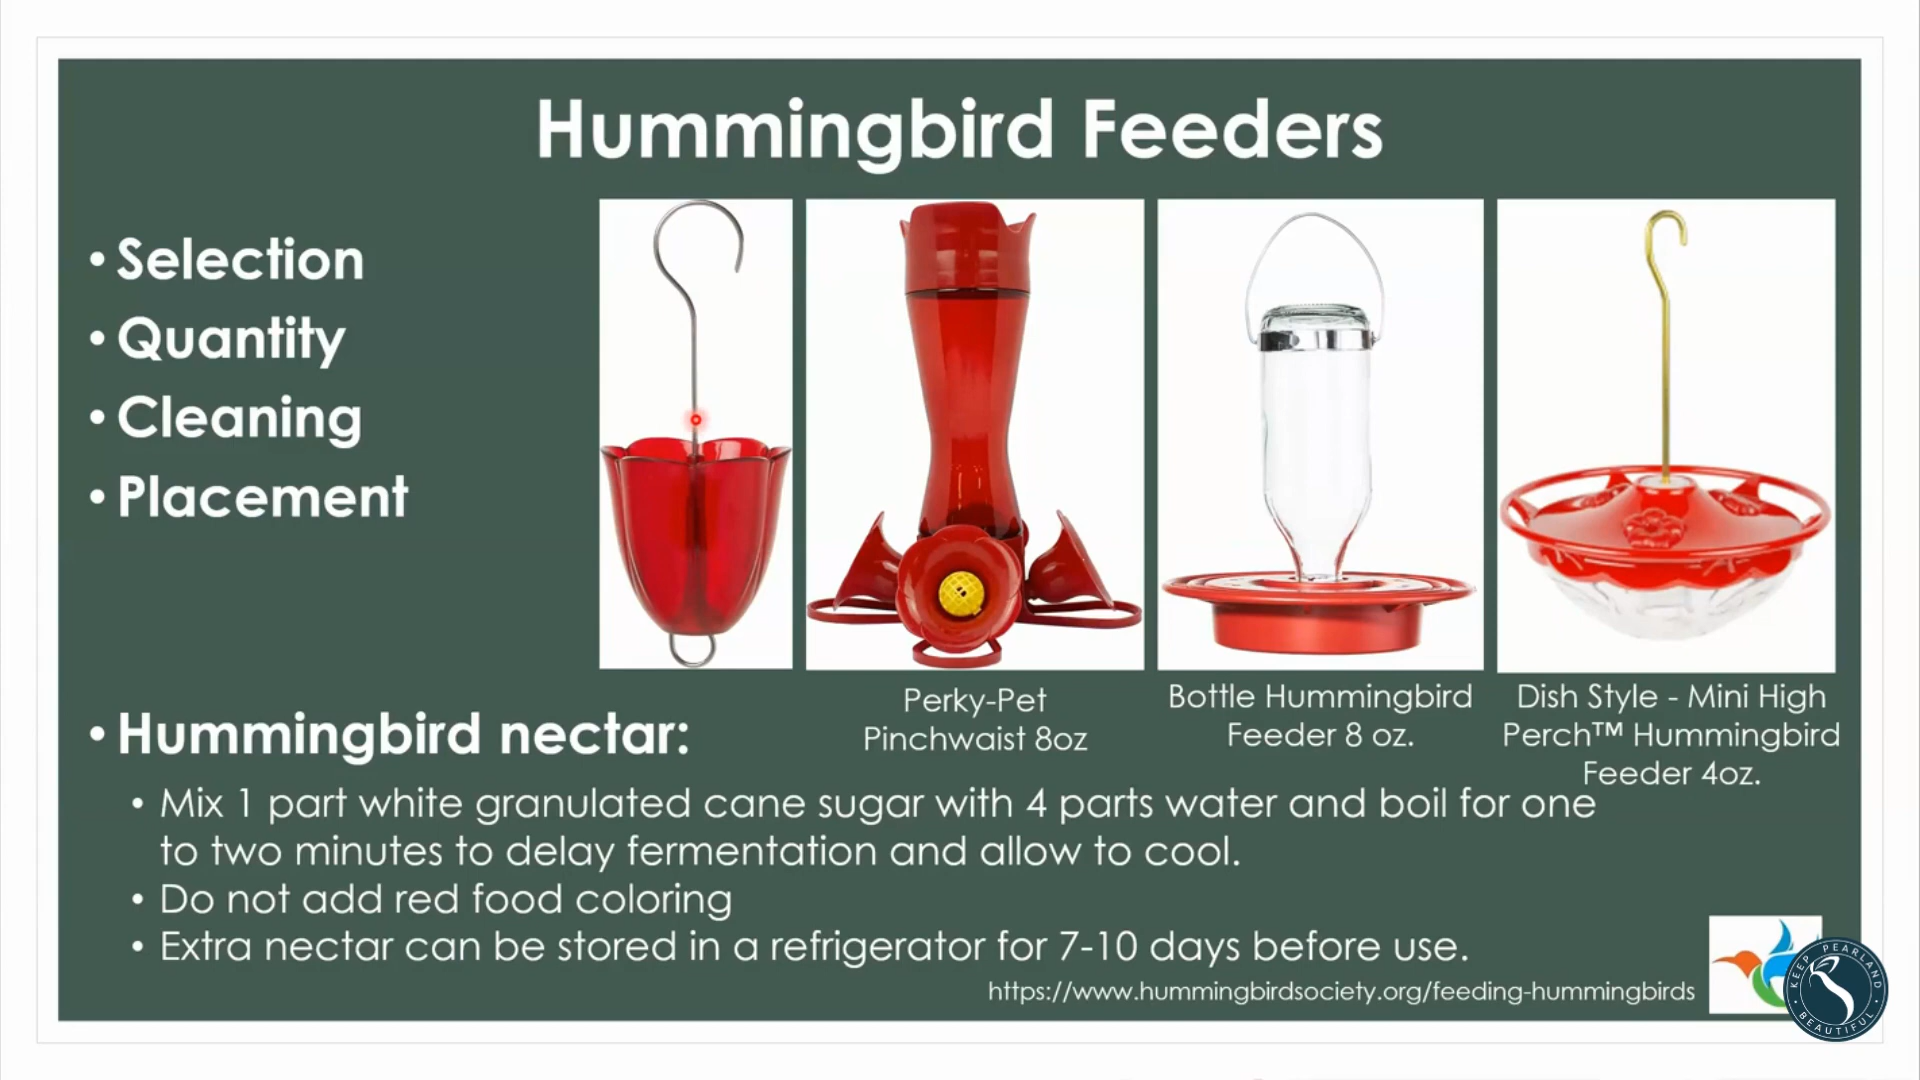 Hummingbird Feeders
• Selection
• Quantity
• Cleaning
• Placement
Perky-Pet
Pinchwaist 8oz
Bottle Hummingbird
Feeder 8 oz.
Dish Style - Mini High
Perch™ Hummingbird
Feeder 4oz.
• Hummingbird nectar:
• Mix 1 part white granulated cane sugar with 4 parts water and boil for one
to two minutes to delay fermentation and allow to cool.
• Do not add red food coloring
• Extra nectar can be stored in a refrigerator for 7-10 days before use.
https://www.hummingbirdsociety.org/feeding-hummingbirds
KEEP PEARLAND
BEAUTIFUL